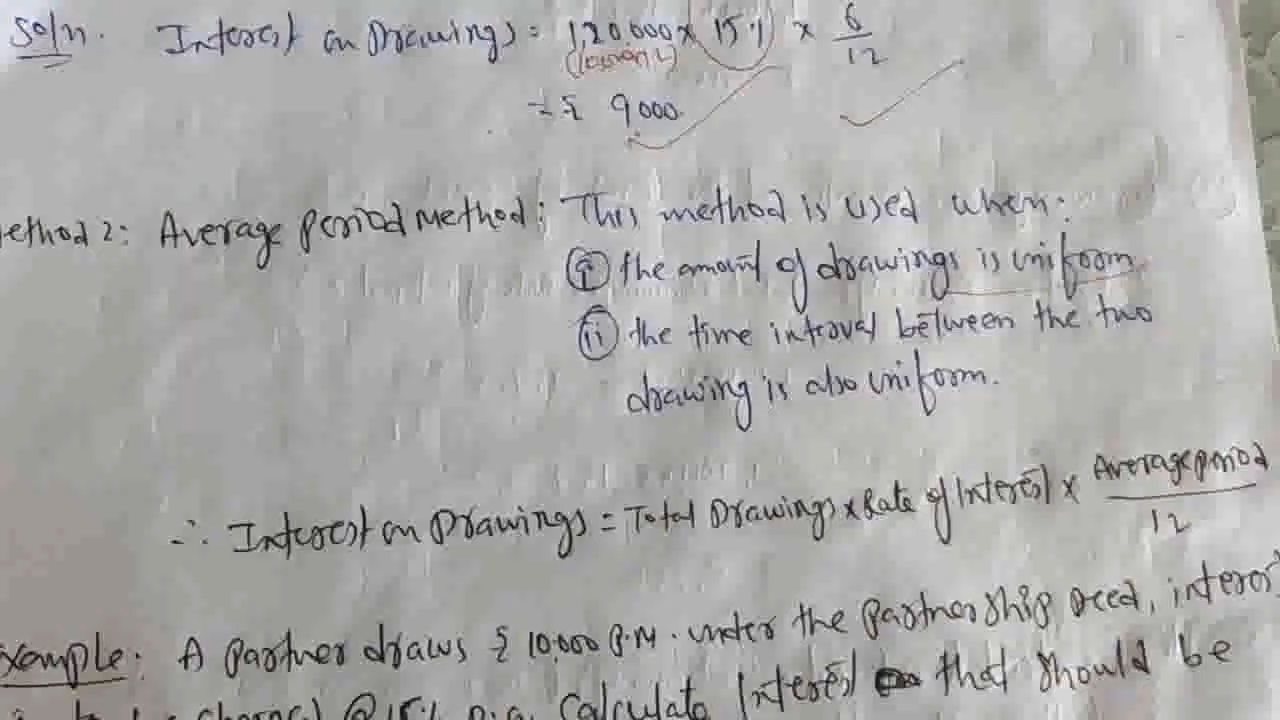 Soln. Interest on Drawings = 1,20,000 x 15% x 6/12
= ₹ 9000.
ethod 2: Average period Method: This method is used when:
(i) the amount of drawings is uniform
(ii) the time interval between the two
drawing is also uniform.
∴ Interest on Drawings = Total Drawings x Rate of Interest x Average period / 12
xample: A partner draws ₹ 10,000 P.M. under the partnership deed, interest
@ 15% p.a. Calculate Interest that should be